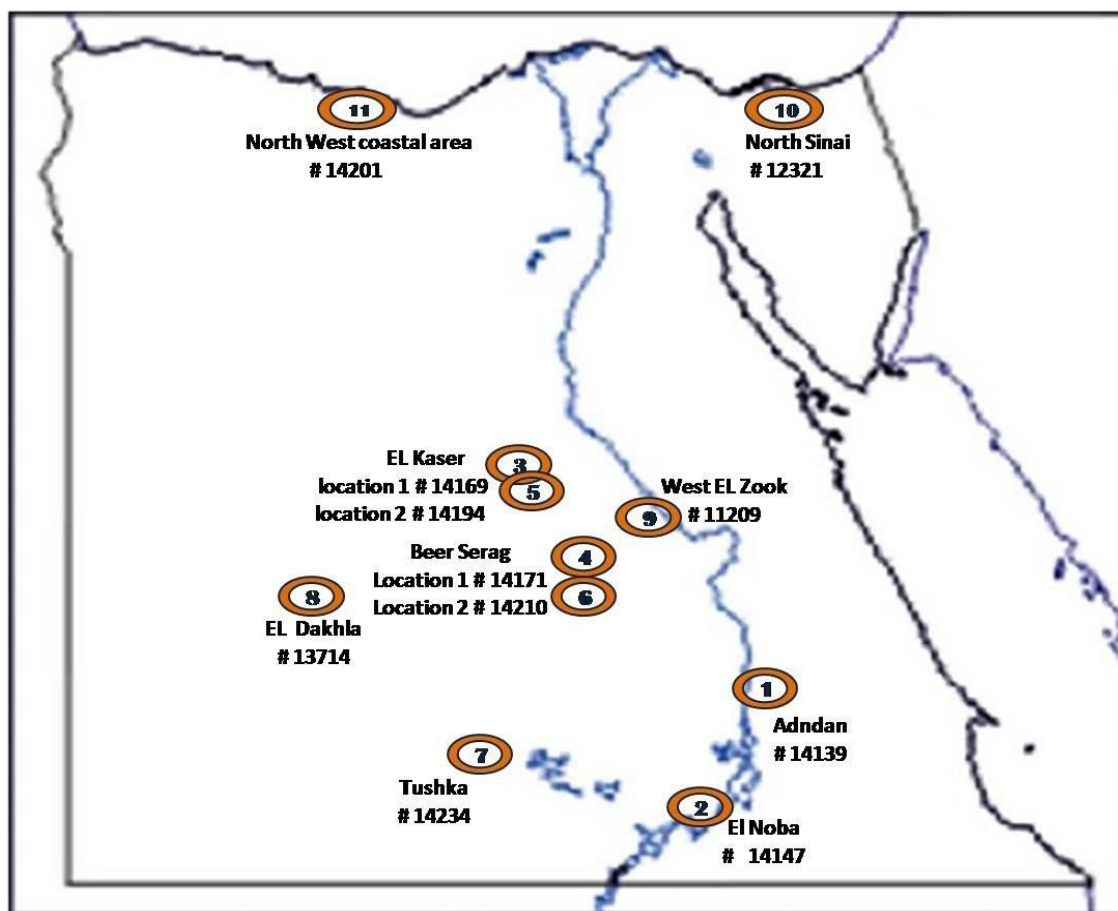 11
North West coastal area
# 14201
10
North Sinai
# 12321
EL Kaser
3
location 1 # 14169
5
location 2 # 14194
West EL Zook
9
# 11209
Beer Serag
4
Location 1 # 14171
Location 2 # 14210
6
8
EL Dakhla
# 13714
1
Adndan
# 14139
7
Tushka
# 14234
2
El Noba
# 14147